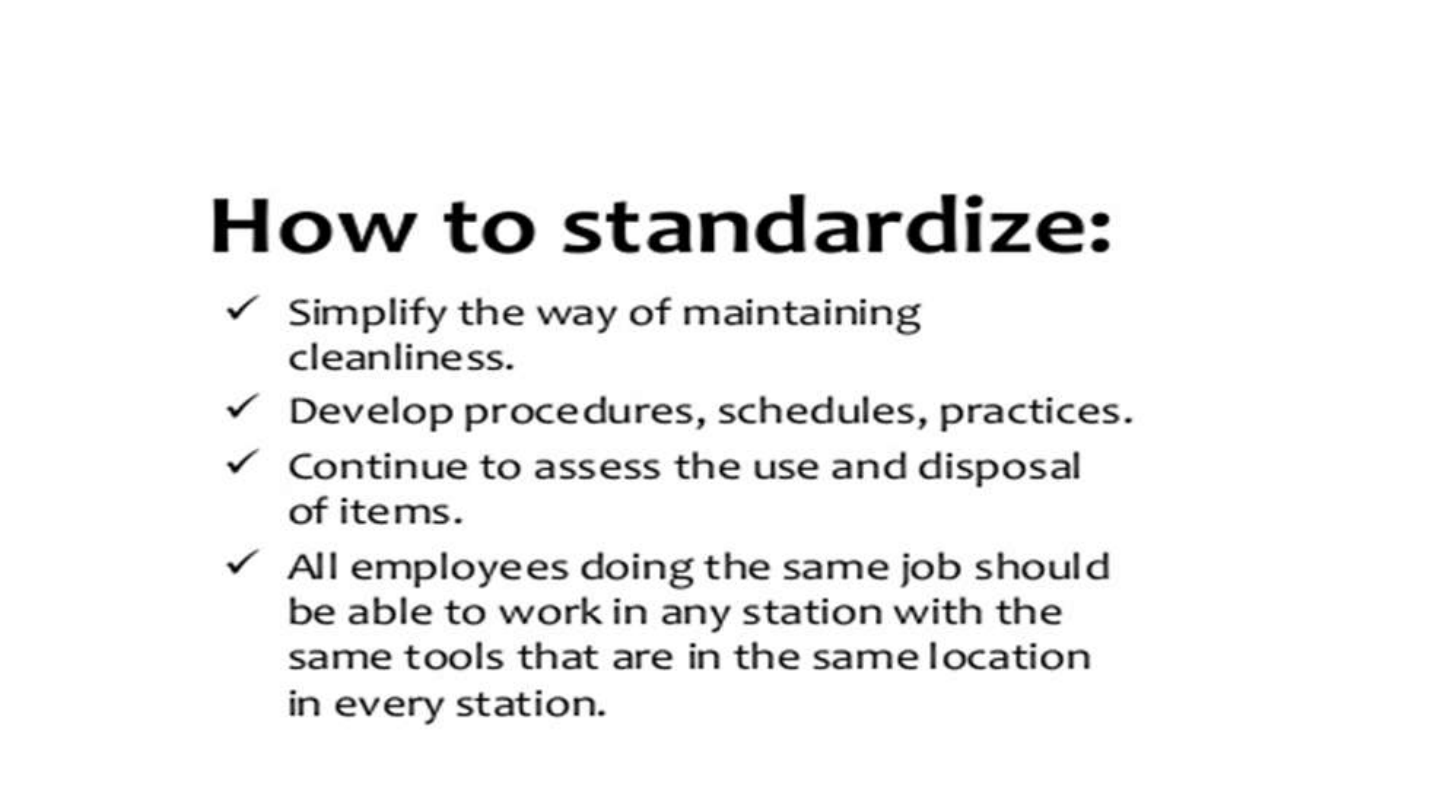 How to standardize:
✓ Simplify the way of maintaining
cleanliness.
✓ Develop procedures, schedules, practices.
✓ Continue to assess the use and disposal
of items.
✓ All employees doing the same job should
be able to work in any station with the
same tools that are in the same location
in every station.